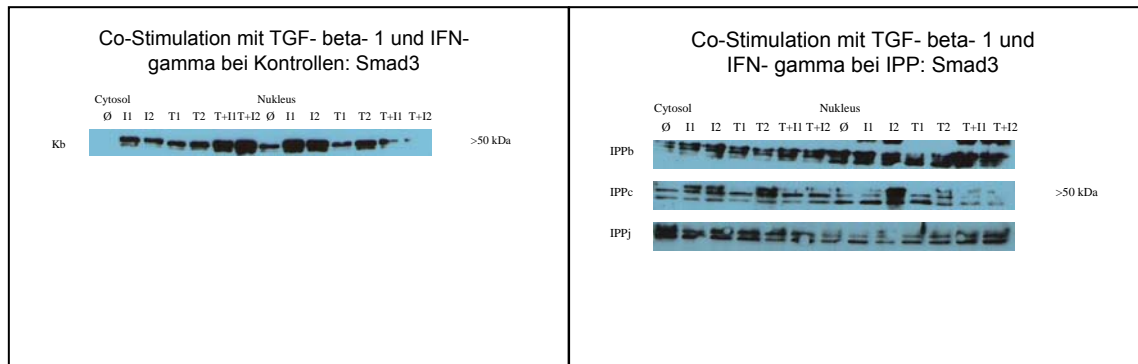 Co-Stimulation mit TGF- beta- 1 und IFN-
gamma bei Kontrollen: Smad3
Cytosol Nukleus
Ø I1 I2 T1 T2 T+I1 T+I2 Ø I1 I2 T1 T2 T+I1 T+I2
Kb >50 kDa
Co-Stimulation mit TGF- beta- 1 und
IFN- gamma bei IPP: Smad3
Cytosol Nukleus
Ø I1 I2 T1 T2 T+I1 T+I2 Ø I1 I2 T1 T2 T+I1 T+I2
IPPb
IPPc >50 kDa
IPPj